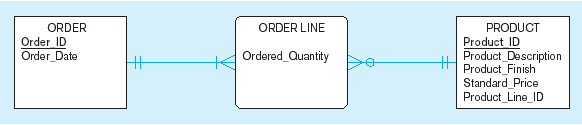 ORDER
Order_ID
Order_Date
ORDER LINE
Ordered_Quantity
PRODUCT
Product_ID
Product_Description
Product_Finish
Standard_Price
Product_Line_ID